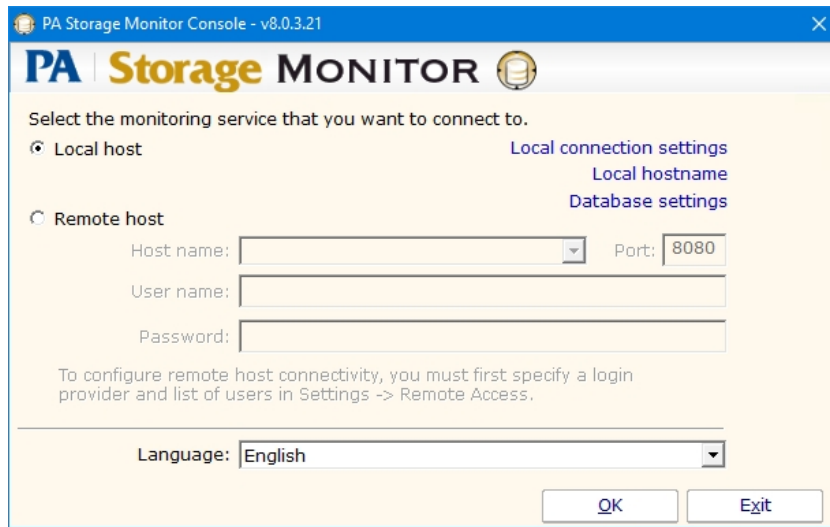 PA Storage Monitor Console - v8.0.3.21
PA Storage MONITOR
Select the monitoring service that you want to connect to.
Local host
Local connection settings
Local hostname
Database settings
Remote host
Host name:
Port: 8080
User name:
Password:
To configure remote host connectivity, you must first specify a login
provider and list of users in Settings -> Remote Access.
Language: English
OK Exit